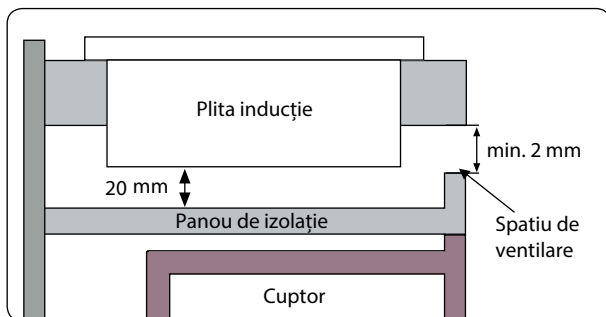 Plita inducție
min. 2 mm
20 mm
Panou de izolație
Spatiu de
ventilare
Cuptor